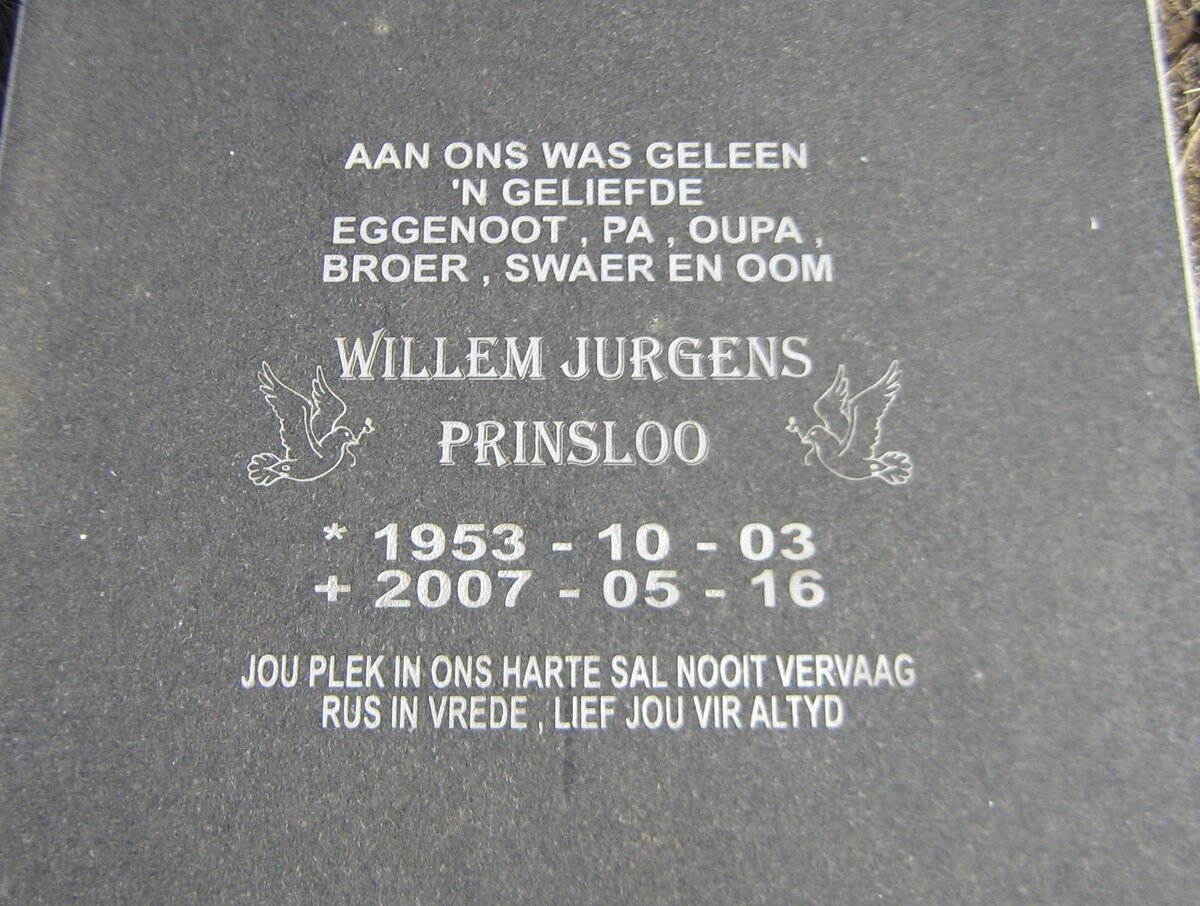 AAN ONS WAS GELEEN
'N GELIEFDE
EGGENOOT , PA , OUPA ,
BROER , SWAER EN OOM
WILLEM JURGENS
PRINSLOO
* 1953 - 10 - 03
+ 2007 - 05 - 16
JOU PLEK IN ONS HARTE SAL NOOIT VERVAAG
RUS IN VREDE , LIEF JOU VIR ALTYD